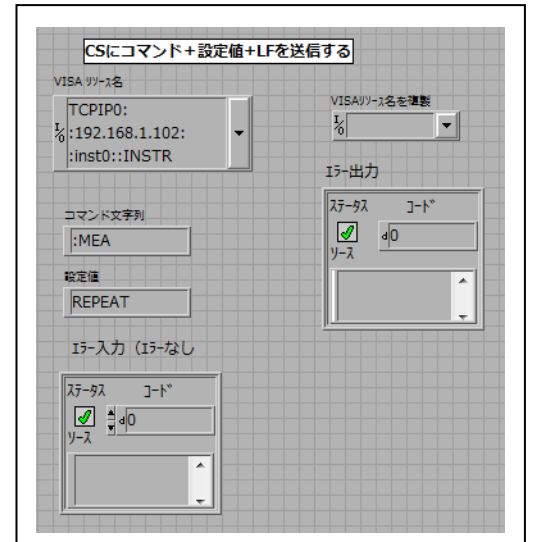 CSにコマンド+設定値+LFを送信する
VISA ﾘｿｰｽ名
TCPIP0:
:192.168.1.102:
:inst0::INSTR
VISAﾘｿｰｽ名を複製
ｴﾗｰ出力
ｽﾃｰﾀｽ ｺｰﾄﾞ
d0
ｿｰｽ
コマンド文字列
:MEA
設定値
REPEAT
ｴﾗｰ入力（ｴﾗｰなし
ｽﾃｰﾀｽ ｺｰﾄﾞ
d0
ｿｰｽ